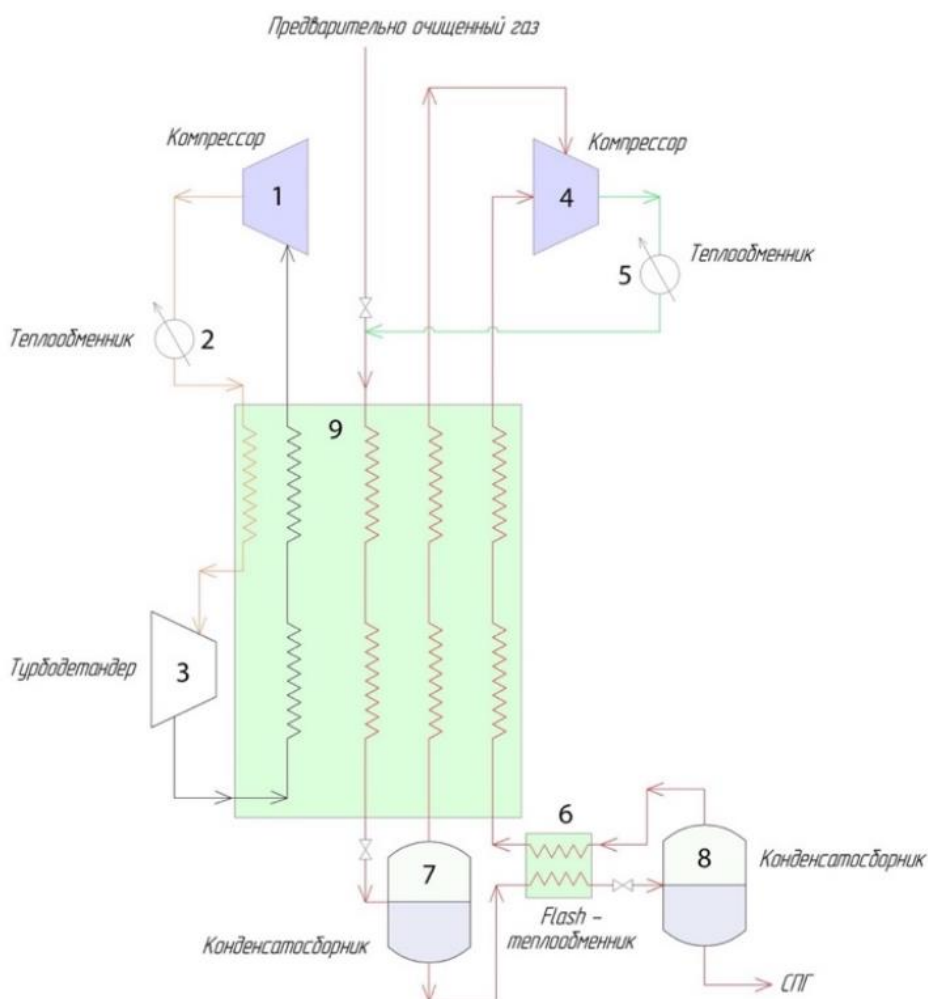 Предварительно очищенный газ
Компрессор
1
Компрессор
4
Теплообменник
5
Теплообменник
2
9
Турбодетандер
3
6
7
8
Конденсатосборник
Flash -
теплообменник
Конденсатосборник
СПГ